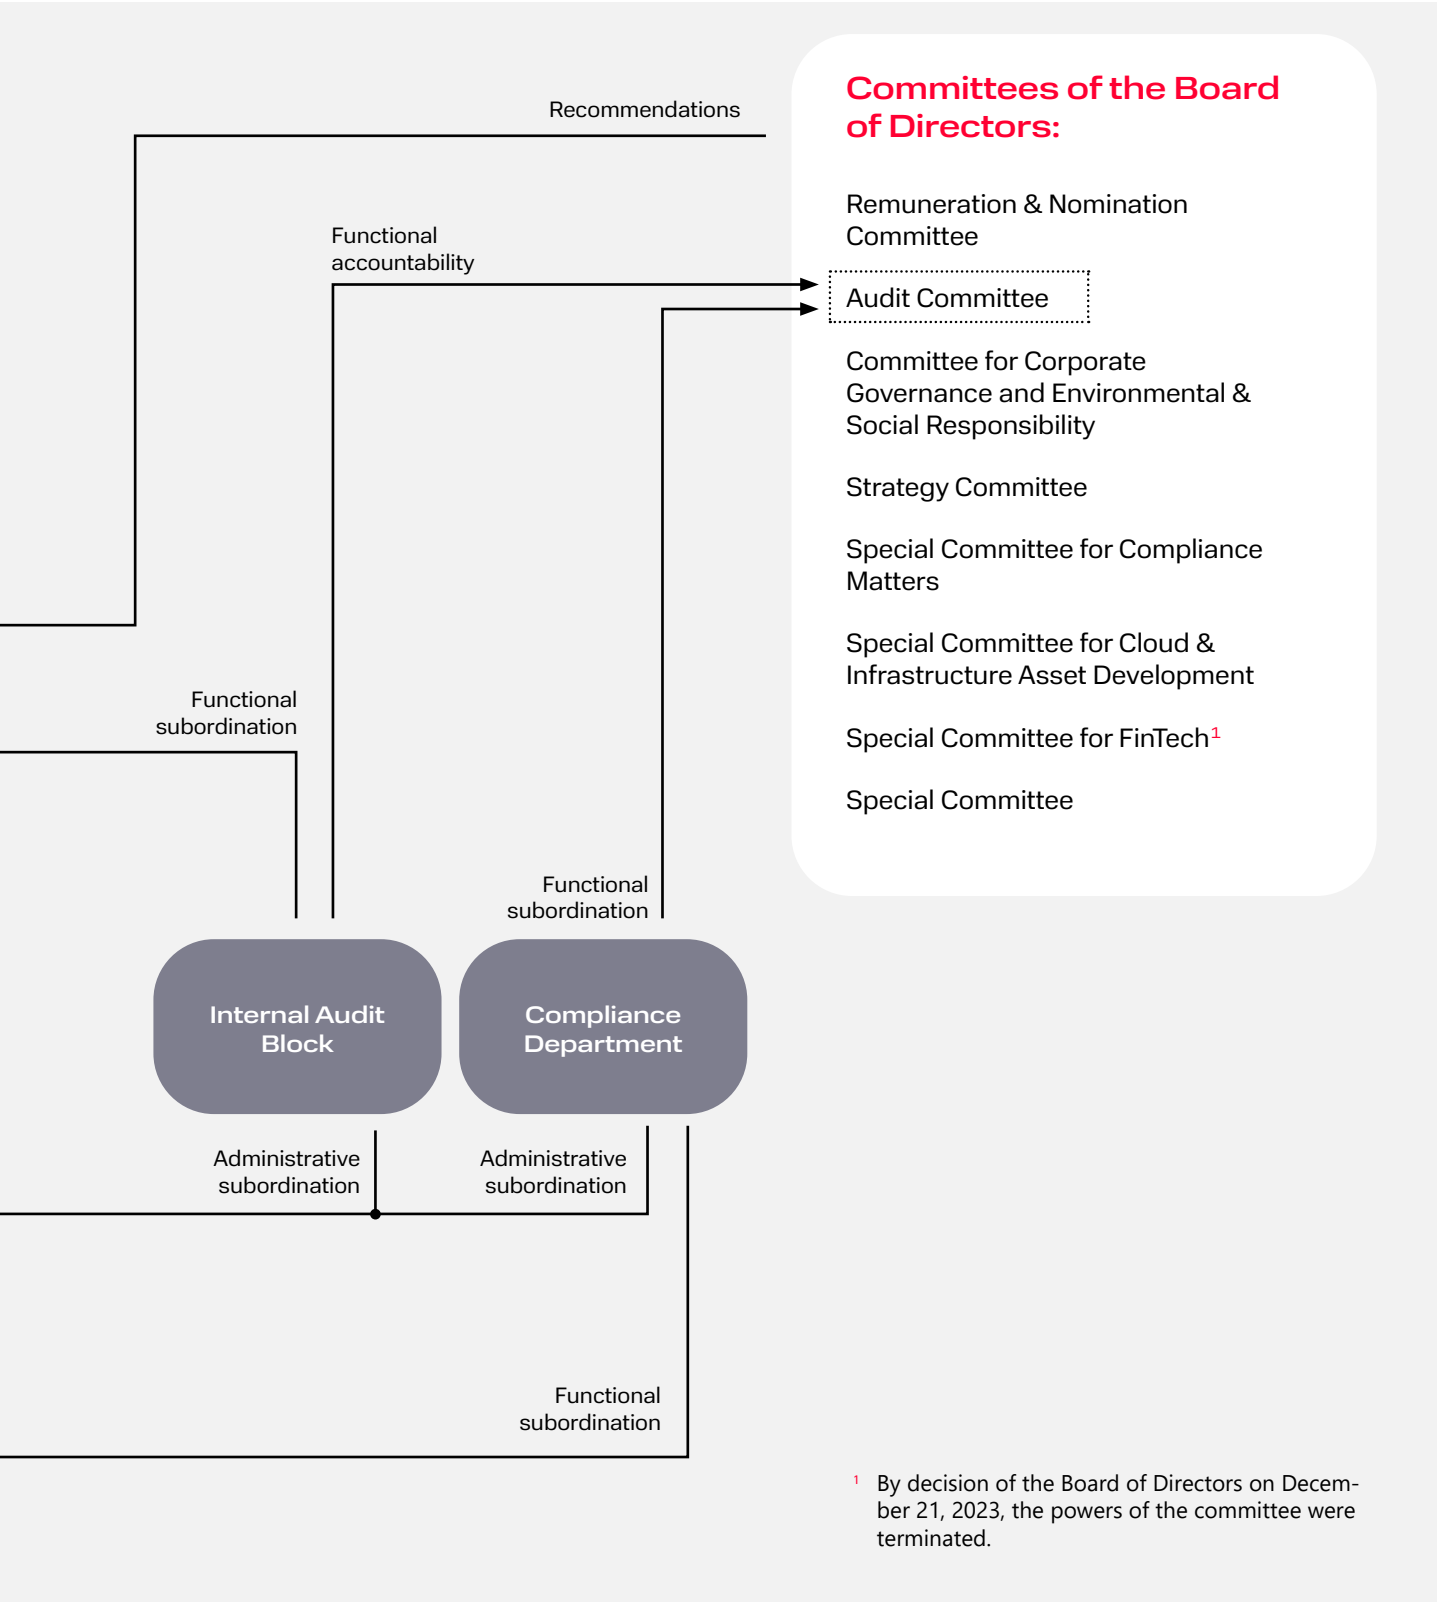 Recommendations
Committees of the Board
of Directors:
Remuneration & Nomination
Committee
Functional
accountability
Audit Committee
Committee for Corporate
Governance and Environmental &
Social Responsibility
Strategy Committee
Special Committee for Compliance
Matters
Special Committee for Cloud &
Infrastructure Asset Development
Special Committee for FinTech¹
Special Committee
Functional
subordination
Functional
subordination
Internal Audit
Block
Compliance
Department
Administrative
subordination
Administrative
subordination
Functional
subordination
¹ By decision of the Board of Directors on Decem-
ber 21, 2023, the powers of the committee were
terminated.